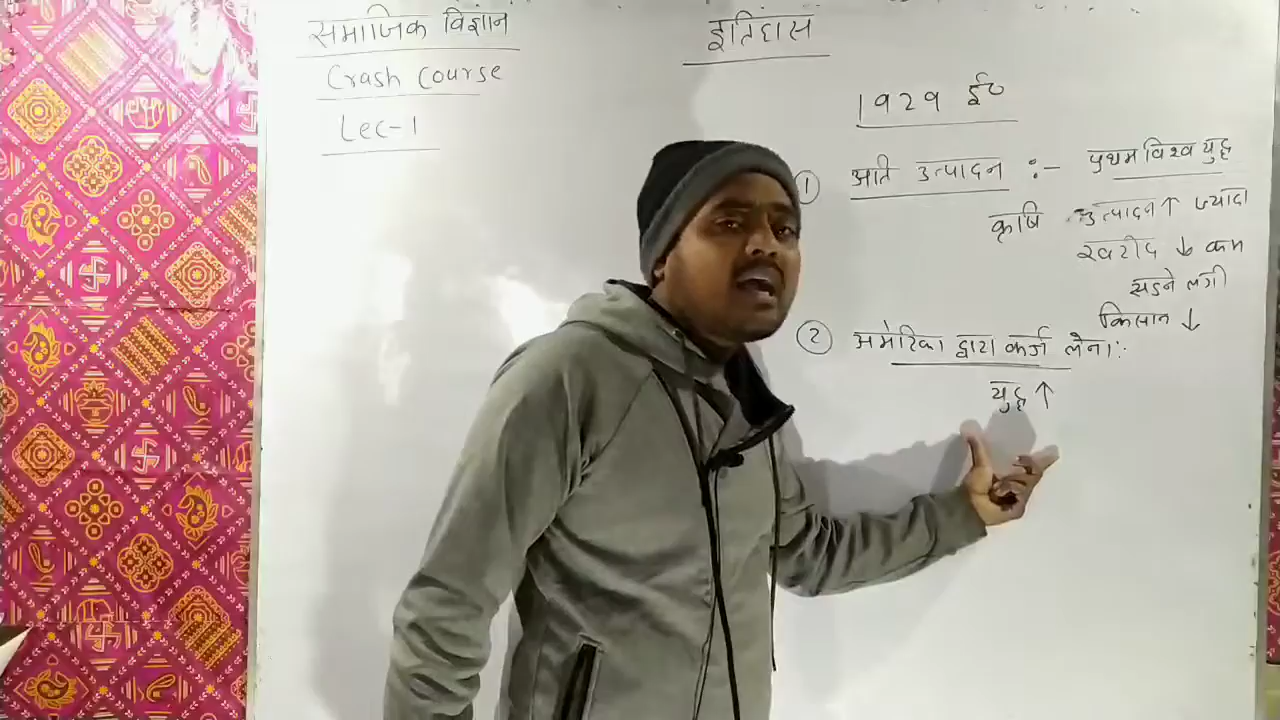 समाजिक विज्ञान
Crash Course
Lec-1
इतिहास
1929 ई०
① अति उत्पादन :- प्रथम विश्व युद्ध
कृषि उत्पादन ↑ ज्यादा
खरीद ↓ कम
सडने लगी
किसान ↓
② अमेरिका द्वारा कर्ज लेना:-
युद्ध ↑